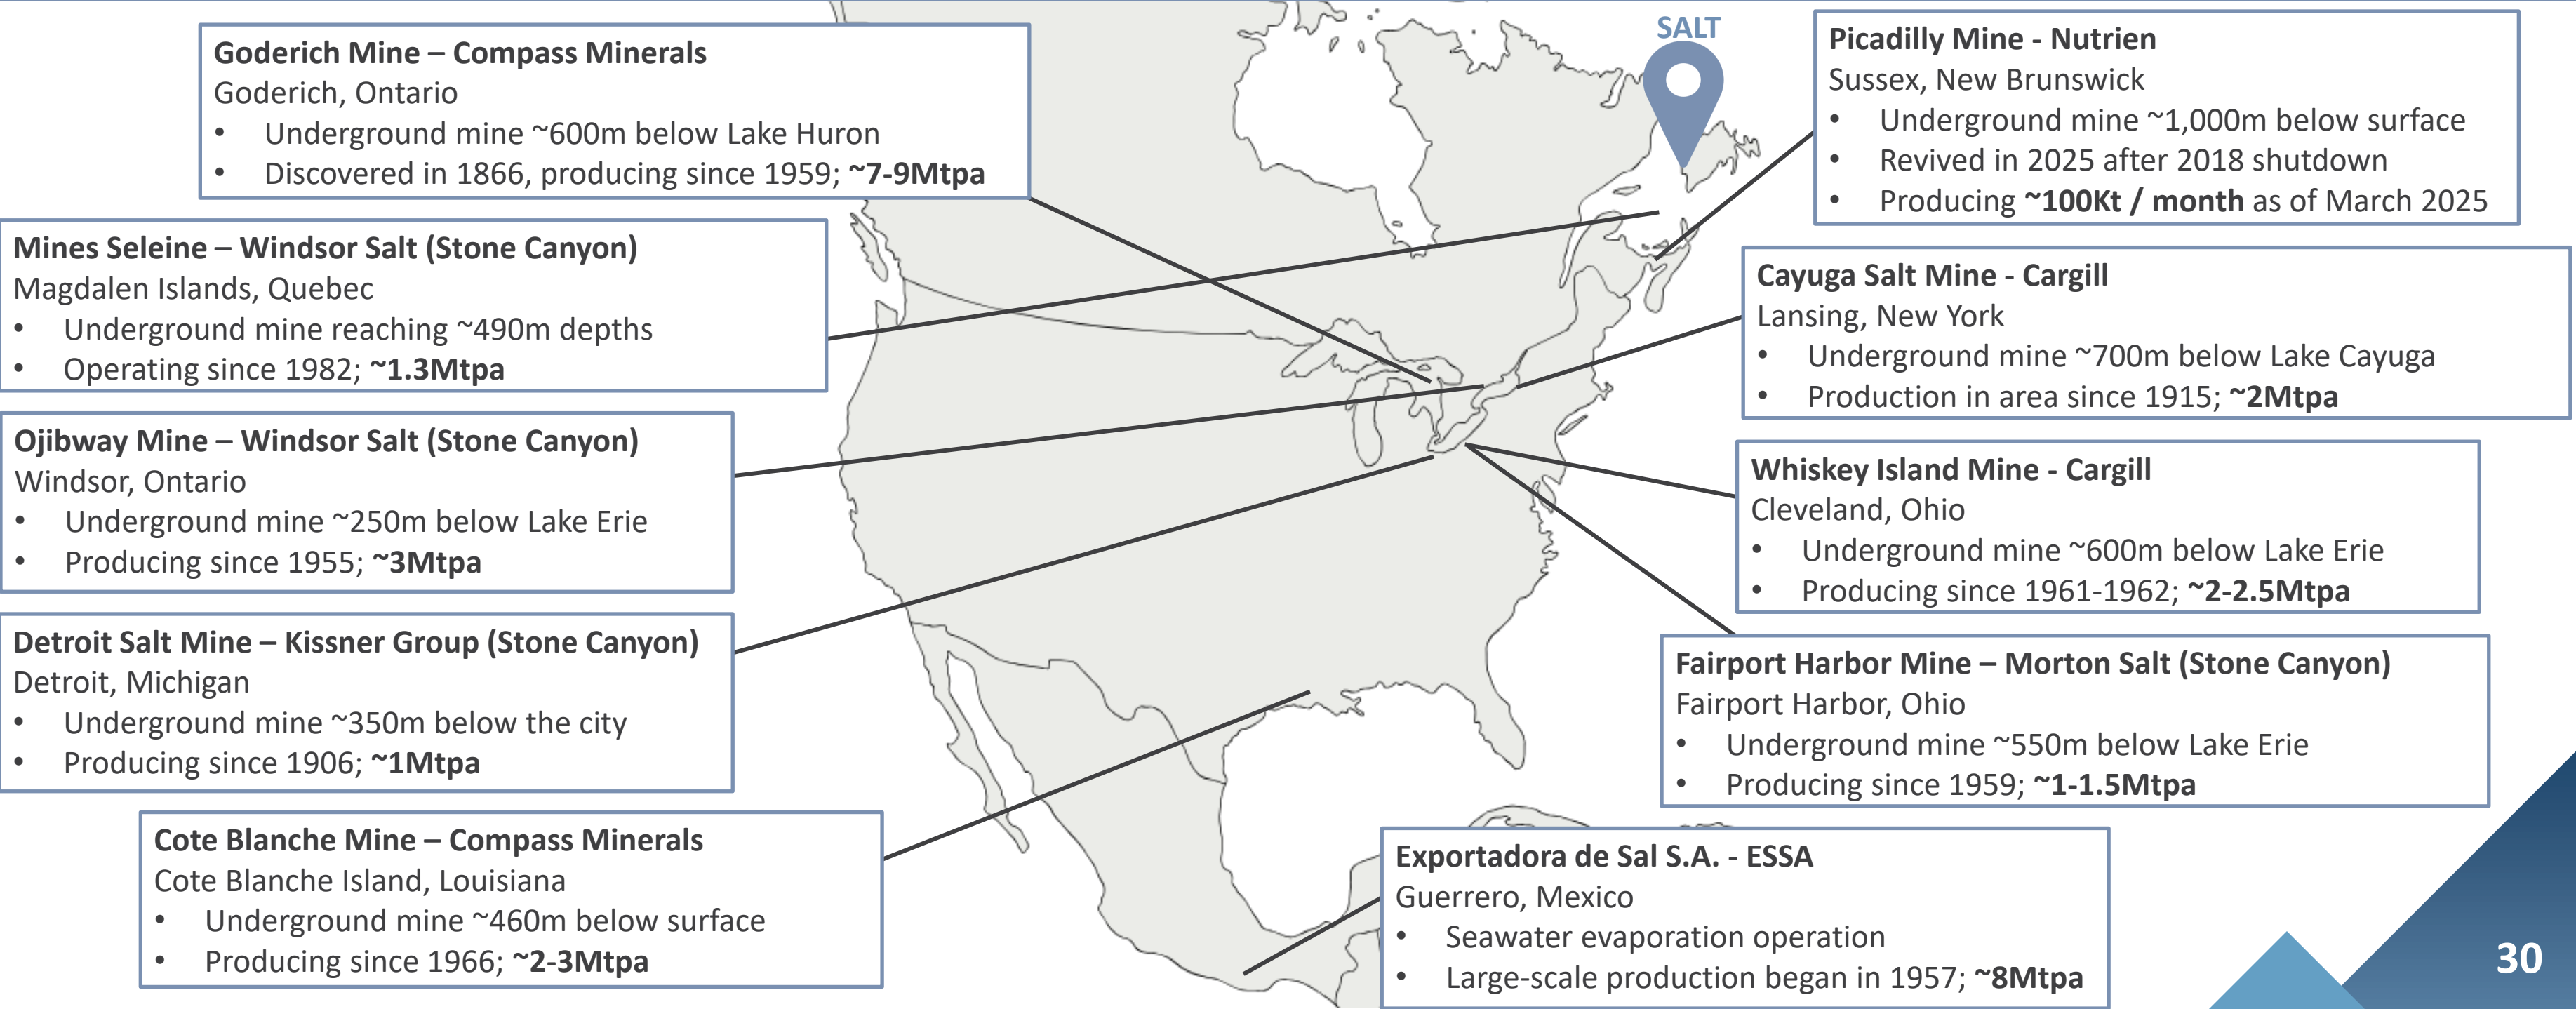 Goderich Mine – Compass Minerals
Goderich, Ontario
• Underground mine ~600m below Lake Huron
• Discovered in 1866, producing since 1959; ~7-9Mtpa
Mines Seleine – Windsor Salt (Stone Canyon)
Magdalen Islands, Quebec
• Underground mine reaching ~490m depths
• Operating since 1982; ~1.3Mtpa
Ojibway Mine – Windsor Salt (Stone Canyon)
Windsor, Ontario
• Underground mine ~250m below Lake Erie
• Producing since 1955; ~3Mtpa
Detroit Salt Mine – Kissner Group (Stone Canyon)
Detroit, Michigan
• Underground mine ~350m below the city
• Producing since 1906; ~1Mtpa
Cote Blanche Mine – Compass Minerals
Cote Blanche Island, Louisiana
• Underground mine ~460m below surface
• Producing since 1966; ~2-3Mtpa
SALT
Picadilly Mine - Nutrien
Sussex, New Brunswick
• Underground mine ~1,000m below surface
• Revived in 2025 after 2018 shutdown
• Producing ~100Kt / month as of March 2025
Cayuga Salt Mine - Cargill
Lansing, New York
• Underground mine ~700m below Lake Cayuga
• Production in area since 1915; ~2Mtpa
Whiskey Island Mine - Cargill
Cleveland, Ohio
• Underground mine ~600m below Lake Erie
• Producing since 1961-1962; ~2-2.5Mtpa
Fairport Harbor Mine – Morton Salt (Stone Canyon)
Fairport Harbor, Ohio
• Underground mine ~550m below Lake Erie
• Producing since 1959; ~1-1.5Mtpa
Exportadora de Sal S.A. - ESSA
Guerrero, Mexico
• Seawater evaporation operation
• Large-scale production began in 1957; ~8Mtpa
30